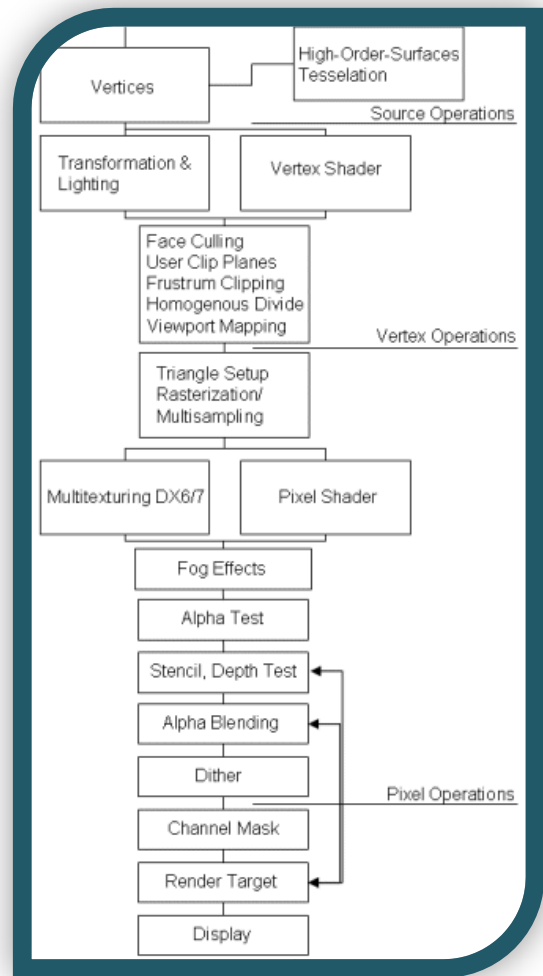 High-Order-Surfaces
Tesselation
Vertices
Source Operations
Transformation &
Lighting
Vertex Shader
Face Culling
User Clip Planes
Frustrum Clipping
Homogenous Divide
Viewport Mapping
Vertex Operations
Triangle Setup
Rasterization/
Multisampling
Multitexturing DX6/7
Pixel Shader
Fog Effects
Alpha Test
Stencil, Depth Test
Alpha Blending
Dither
Pixel Operations
Channel Mask
Render Target
Display